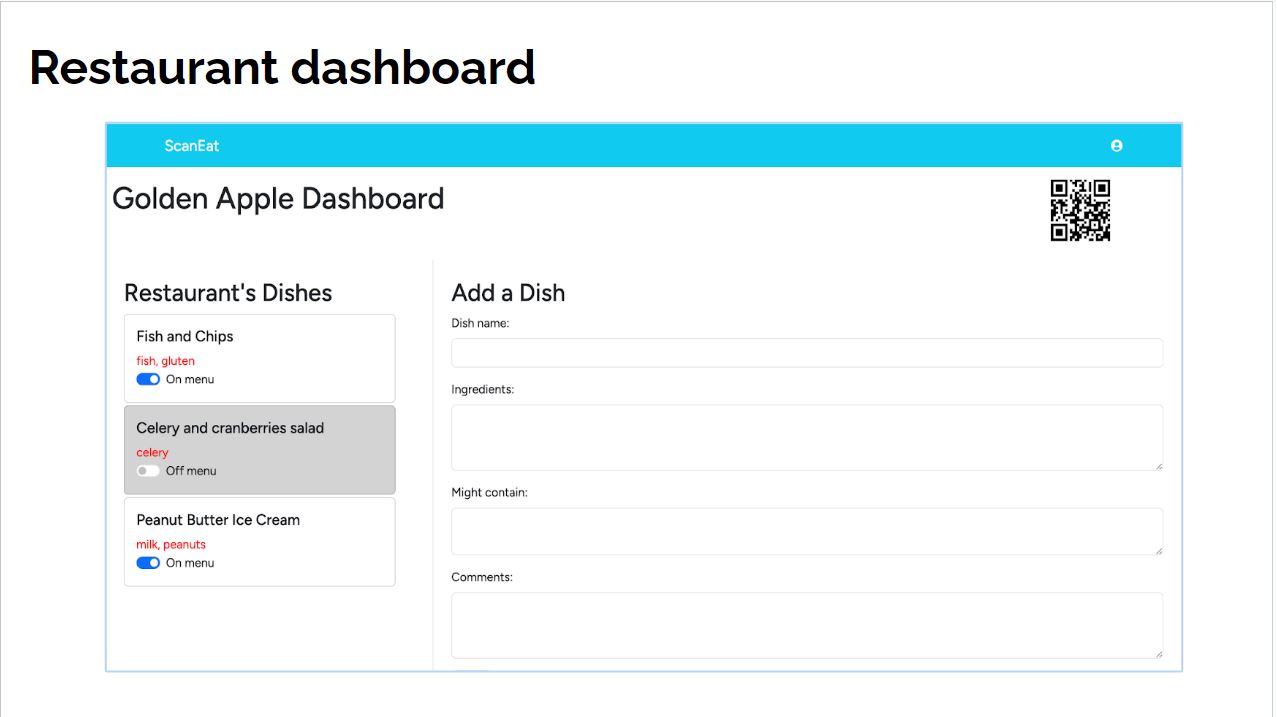 Restaurant dashboard
ScanEat
Golden Apple Dashboard
Restaurant's Dishes
Fish and Chips
fish, gluten
On menu
Celery and cranberries salad
celery
Off menu
Peanut Butter Ice Cream
milk, peanuts
On menu
Add a Dish
Dish name:
Ingredients:
Might contain:
Comments: